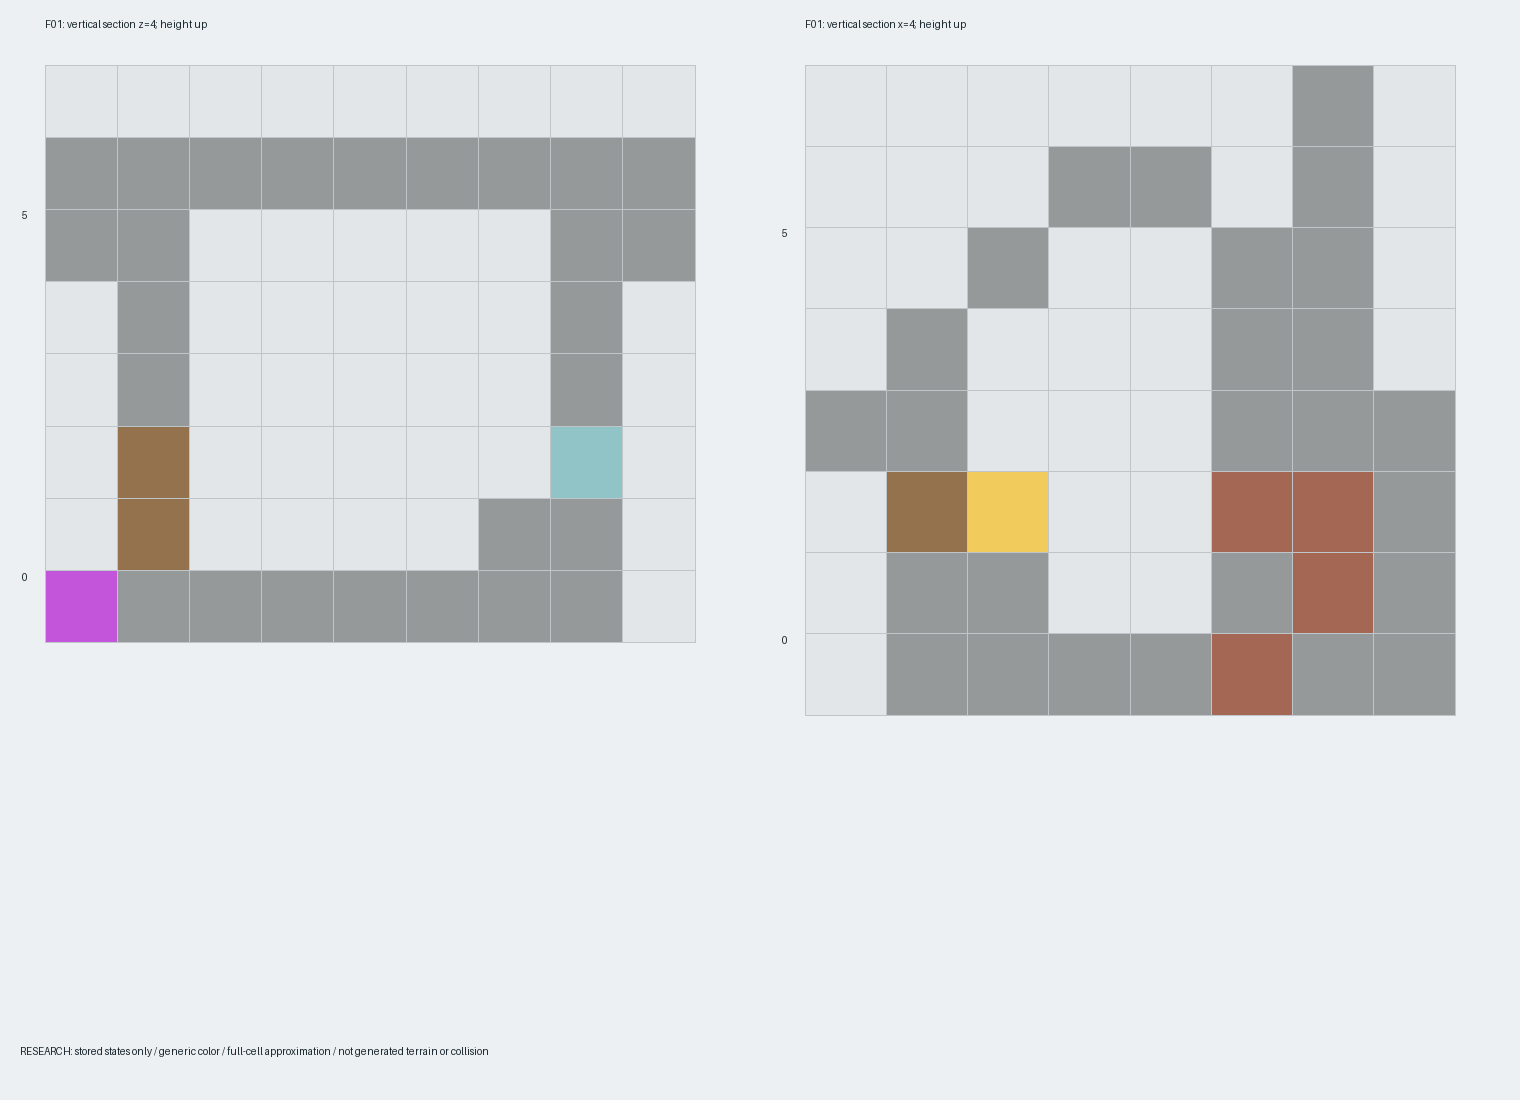 F01: vertical section z=4; height up
F01: vertical section x=4; height up
5
5
0
0
RESEARCH: stored states only / generic color / full-cell approximation / not generated terrain or collision